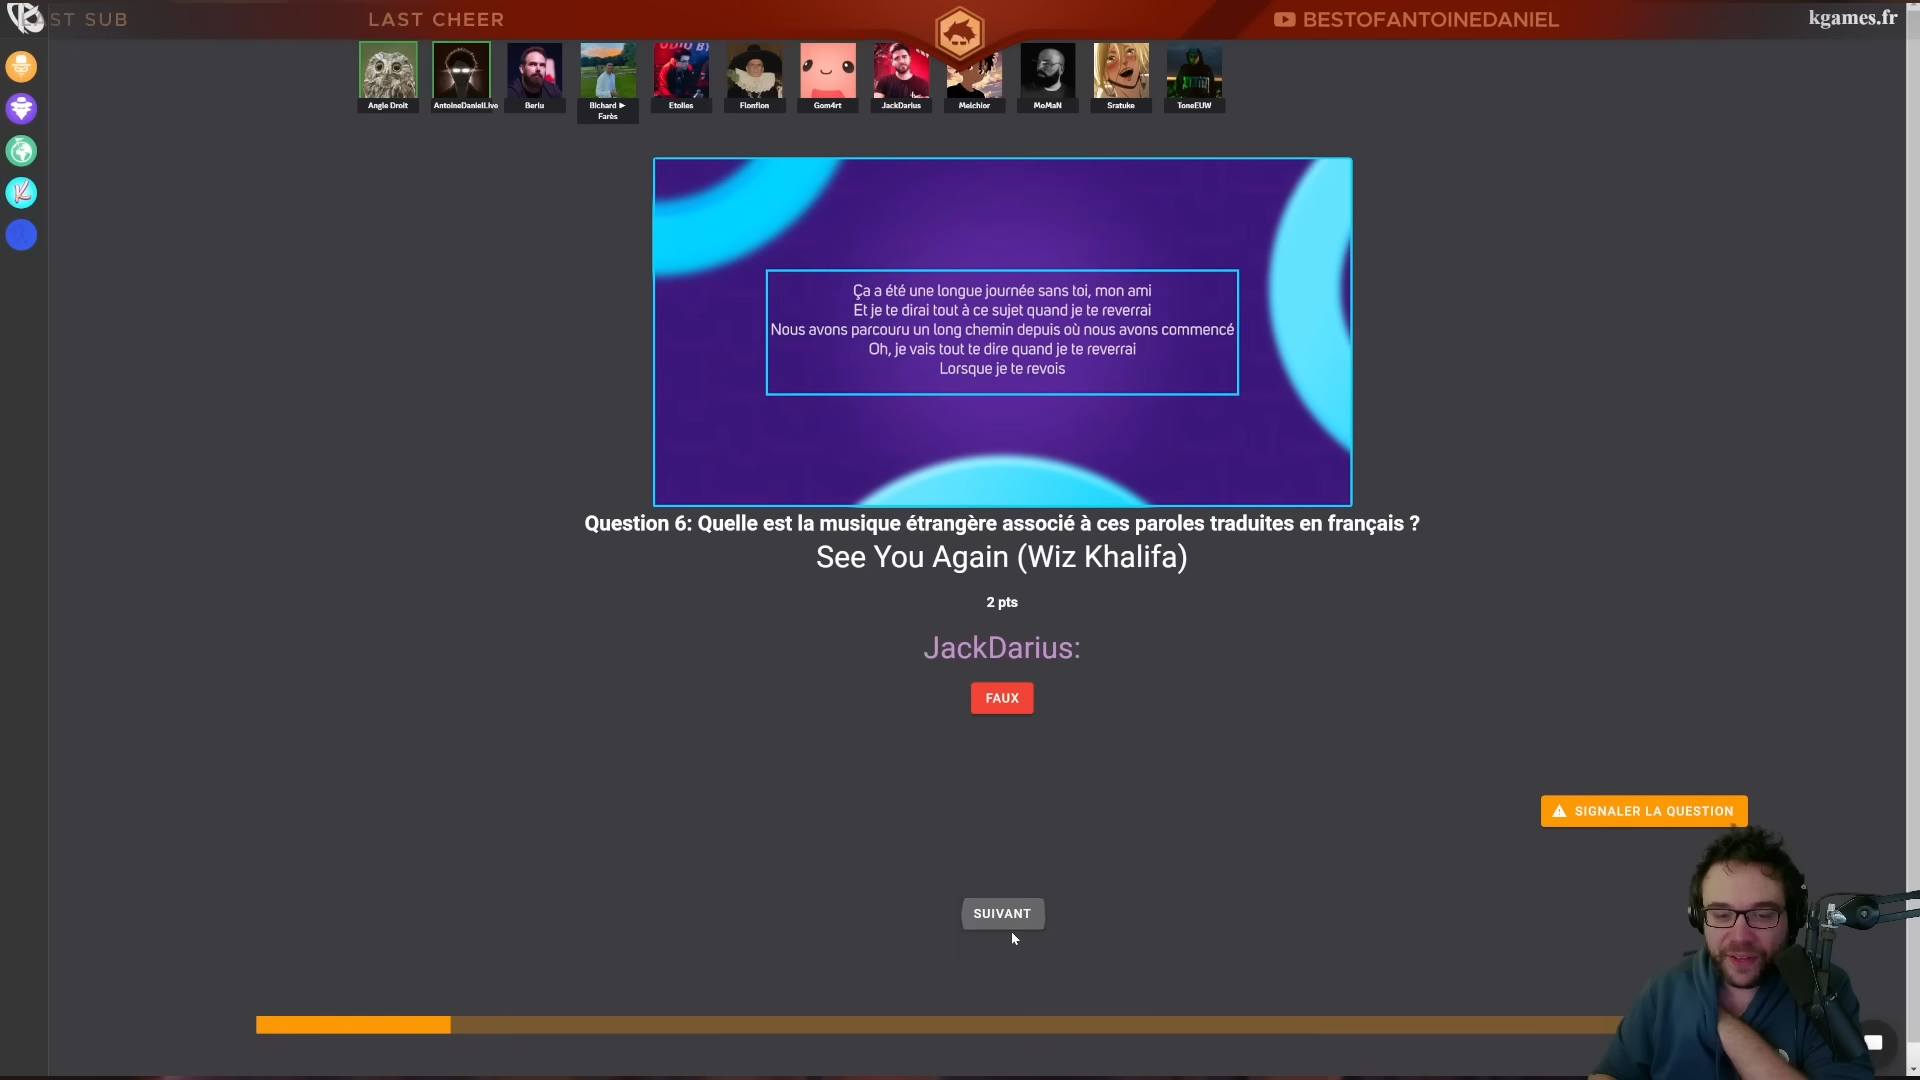 ST SUB
LAST CHEER
BESTOFANTOINEDANIEL
kgames.fr
Angle Droit
AntoineDanielLive
Berlu
Bichard ►
Farès
Etoiles
Fionfion
Gom4rt
JackDarius
Melchior
MoMaN
Sratuke
ToneEUW
Ça a été une longue journée sans toi, mon ami
Et je te dirai tout à ce sujet quand je te reverrai
Nous avons parcouru un long chemin depuis où nous avons commencé
Oh, je vais tout te dire quand je te reverrai
Lorsque je te revois
Question 6: Quelle est la musique étrangère associé à ces paroles traduites en français ?
See You Again (Wiz Khalifa)
2 pts
JackDarius:
FAUX
SIGNALER LA QUESTION
SUIVANT